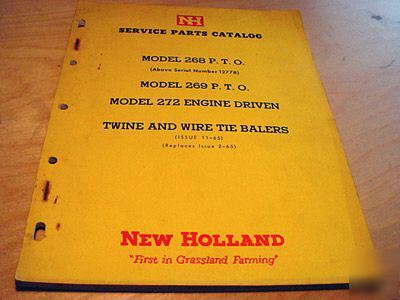 NH
SERVICE PARTS CATALOG
MODEL 268 P. T. O.
(Above Serial Number 12778)
MODEL 269 P. T. O.
MODEL 272 ENGINE DRIVEN
TWINE AND WIRE TIE BALERS
(ISSUE 11-65)
(Replaces Issue 2-65)
NEW HOLLAND
"First in Grassland Farming"